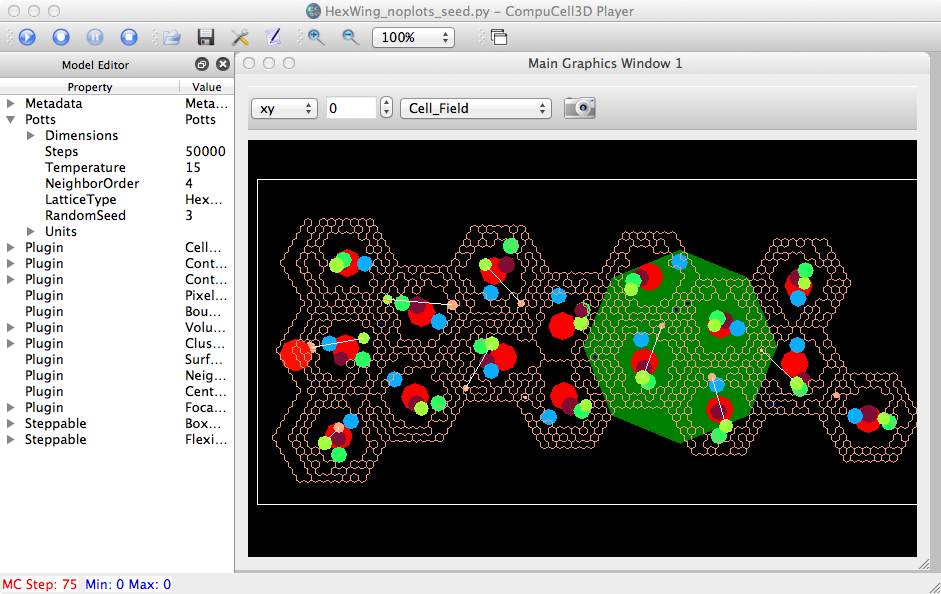 HexWing_noplots_seed.py - CompuCell3D Player
100%
Model Editor
Main Graphics Window 1
Property Value
Metadata Meta...
Potts Potts
Dimensions
Steps 50000
Temperature 15
NeighborOrder 4
LatticeType Hex...
RandomSeed 3
Units
Plugin Cell...
Plugin Cont...
Plugin Cont...
Plugin Pixel...
Plugin Bou...
Plugin Volu...
Plugin Clus...
Plugin Surf...
Plugin Neig...
Plugin Cent...
Plugin Foca...
Steppable Box...
Steppable Flexi...
xy 0 Cell_Field
MC Step: 75 Min: 0 Max: 0